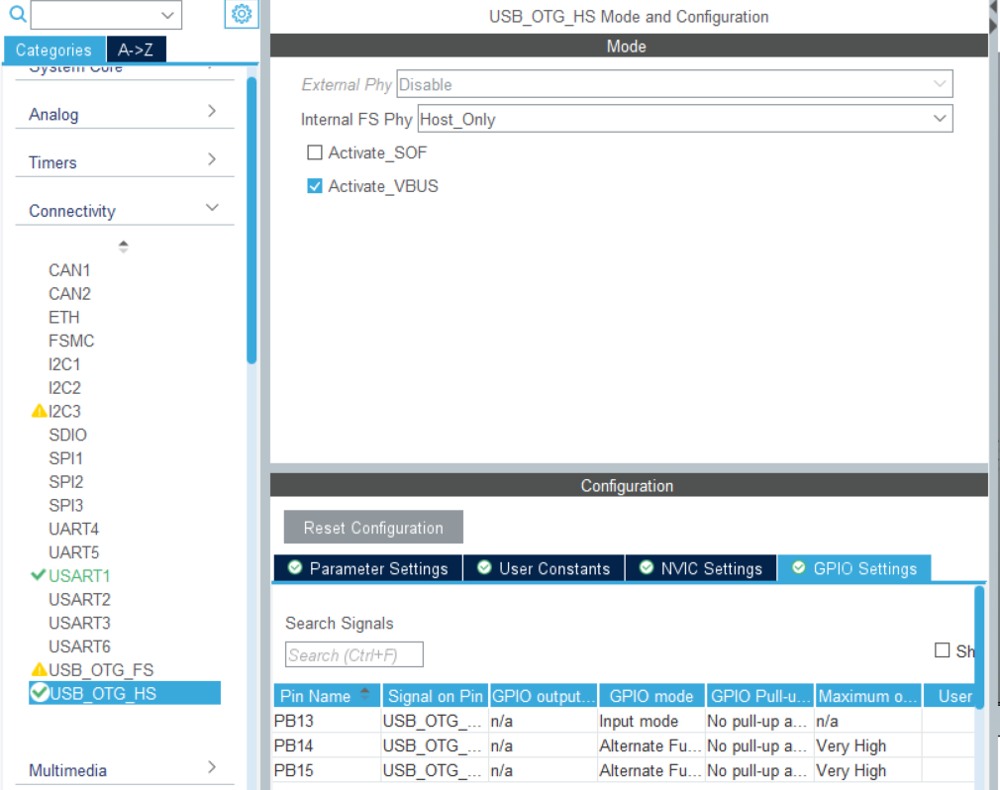 USB_OTG_HS Mode and Configuration
Categories A->Z
Mode
System Core
External Phy Disable
Analog
Internal FS Phy Host_Only
Activate_SOF
Timers
Activate_VBUS
Connectivity
CAN1
CAN2
ETH
FSMC
I2C1
I2C2
I2C3
SDIO
SPI1
SPI2
SPI3
UART4
UART5
USART1
USART2
USART3
USART6
USB_OTG_FS
USB_OTG_HS
Multimedia
Configuration
Reset Configuration
Parameter Settings User Constants NVIC Settings GPIO Settings
Search Signals
Search (Ctrl+F)
Sh
Pin Name Signal on Pin GPIO output... GPIO mode GPIO Pull-u... Maximum o... User
PB13 USB_OTG_... n/a Input mode No pull-up a... n/a
PB14 USB_OTG_... n/a Alternate Fu... No pull-up a... Very High
PB15 USB_OTG_... n/a Alternate Fu... No pull-up a... Very High